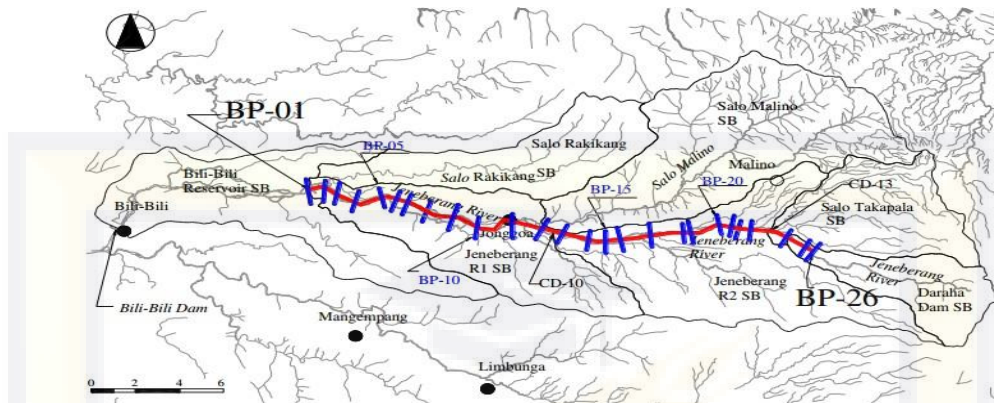 BP-01
BP-05
Salo Malino
SB
Salo Rakikang
Bili-Bili
Reservoir SB
Salo Rakikang SB
Salo Malino
Malino
BP-15
BP-20
CD-13
Bili-Bili
Jeneberang River
Salo Takapala
SB
Jonggoa
Jeneberang
River
Jeneberang
R1 SB
BP-10
CD-10
Jeneberang
R2 SB
BP-26
Jeneberang
River
Daraha
Dam SB
Bili-Bili Dam
Mangempang
Limbunga
0 2 4 6